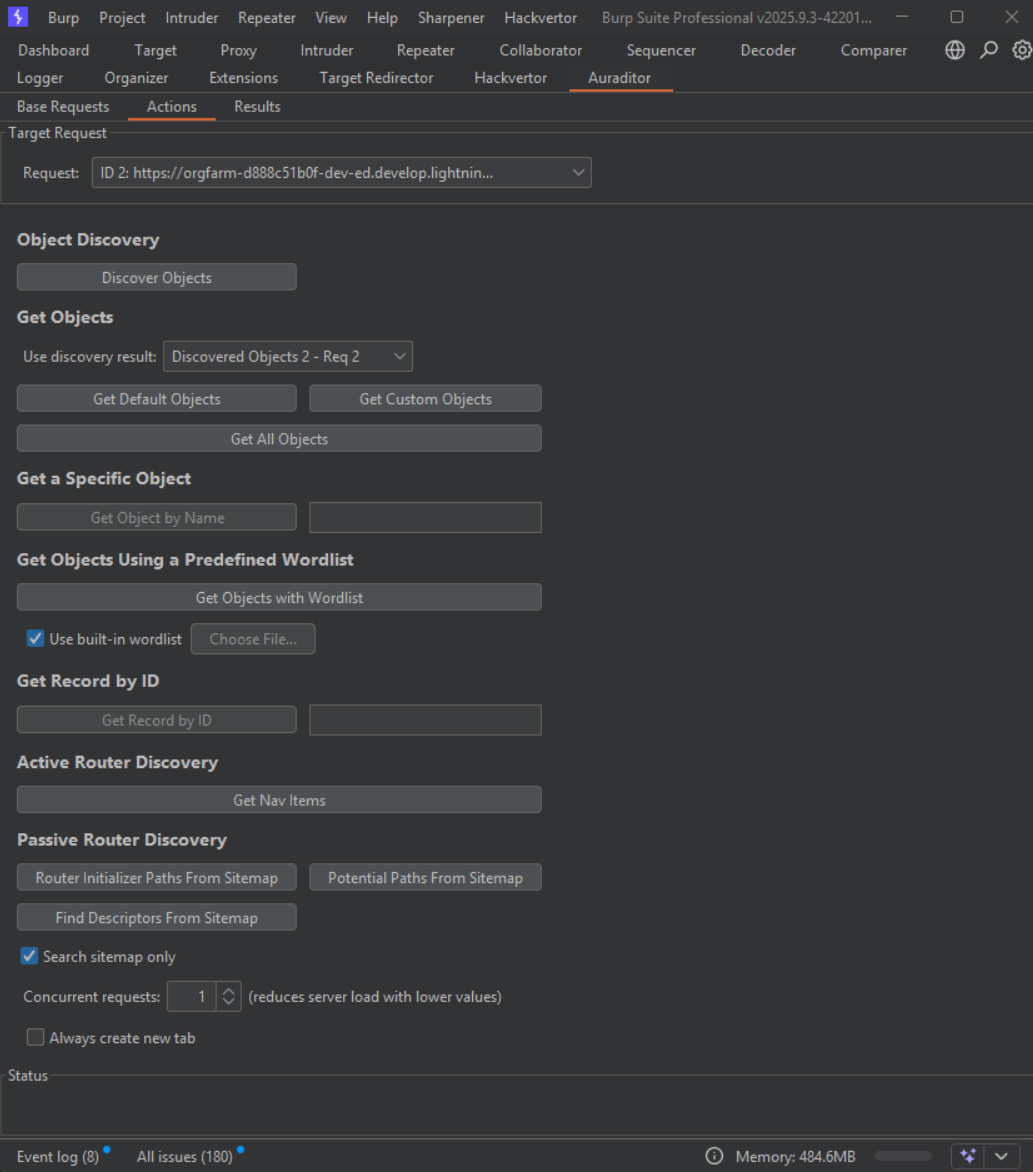 Burp Project Intruder Repeater View Help Sharpener Hackvertor Burp Suite Professional v2025.9.3-42201...
Dashboard Target Proxy Intruder Repeater Collaborator Sequencer Decoder Comparer
Logger Organizer Extensions Target Redirector Hackvertor Auraditor
Base Requests Actions Results
Target Request
Request: ID 2: https://orgfarm-d888c51b0f-dev-ed.develop.lightnin...
Object Discovery
Discover Objects
Get Objects
Use discovery result: Discovered Objects 2 - Req 2
Get Default Objects Get Custom Objects
Get All Objects
Get a Specific Object
Get Object by Name
Get Objects Using a Predefined Wordlist
Get Objects with Wordlist
Use built-in wordlist Choose File...
Get Record by ID
Get Record by ID
Active Router Discovery
Get Nav Items
Passive Router Discovery
Router Initializer Paths From Sitemap Potential Paths From Sitemap
Find Descriptors From Sitemap
Search sitemap only
Concurrent requests: 1 (reduces server load with lower values)
Always create new tab
Status
Event log (8) All issues (180) Memory: 484.6MB